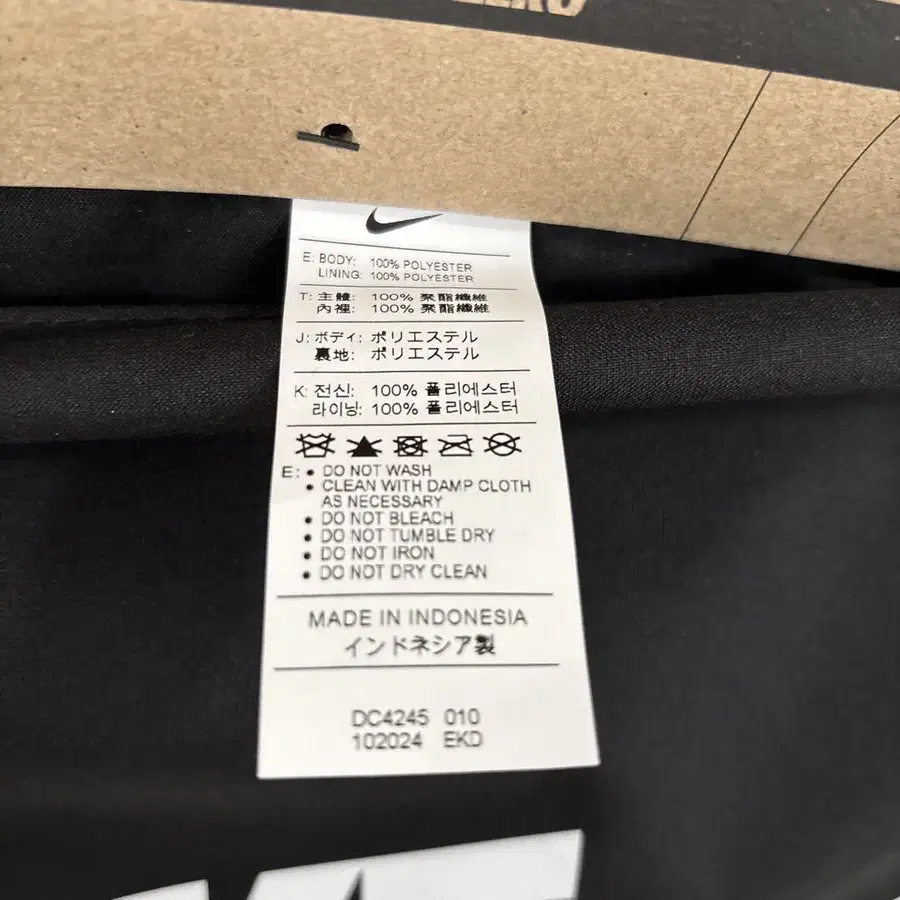 E: BODY: 100% POLYESTER
LINING: 100% POLYESTER
T: 主體: 100% 聚酯纖維
內裡: 100% 聚酯纖維
J: ボディ: ポリエステル
裏地: ポリエステル
K: 전신: 100% 폴리에스터
라이닝: 100% 폴리에스터
E: • DO NOT WASH
• CLEAN WITH DAMP CLOTH
AS NECESSARY
• DO NOT BLEACH
• DO NOT TUMBLE DRY
• DO NOT IRON
• DO NOT DRY CLEAN
MADE IN INDONESIA
インドネシア製
DC4245 010
102024 EKD